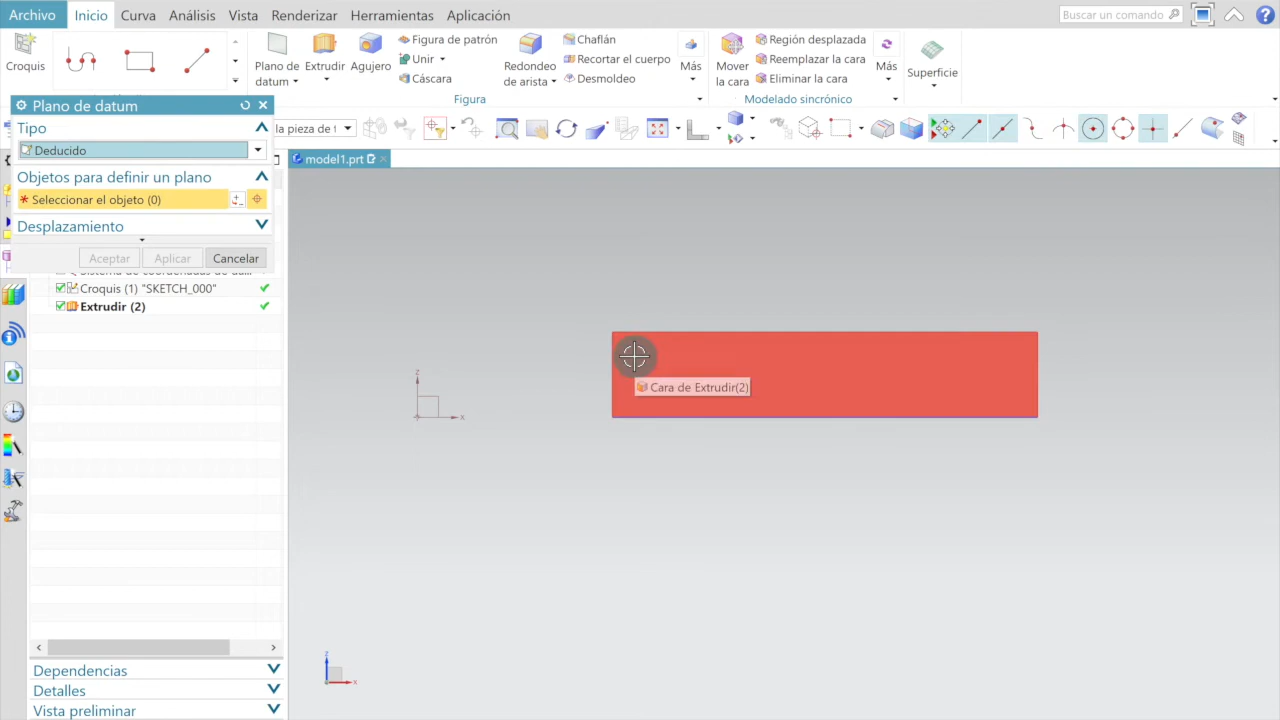 Archivo Inicio Curva Análisis Vista Renderizar Herramientas Aplicación Buscar un comando
Croquis
Plano de datum
Extrudir
Agujero
Figura de patrón
Unir
Cáscara
Redondeo de arista
Chaflán
Recortar el cuerpo
Desmoldeo
Más
Mover la cara
Región desplazada
Reemplazar la cara
Eliminar la cara
Más
Superficie
Figura
Modelado sincrónico
Plano de datum
la pieza de t
Tipo
Deducido
model1.prt
Objetos para definir un plano
* Seleccionar el objeto (0)
Desplazamiento
Aceptar Aplicar Cancelar
Croquis (1) "SKETCH_000"
Extrudir (2)
Cara de Extrudir(2)
Z
X
Dependencias
Detalles
Vista preliminar
Z
X